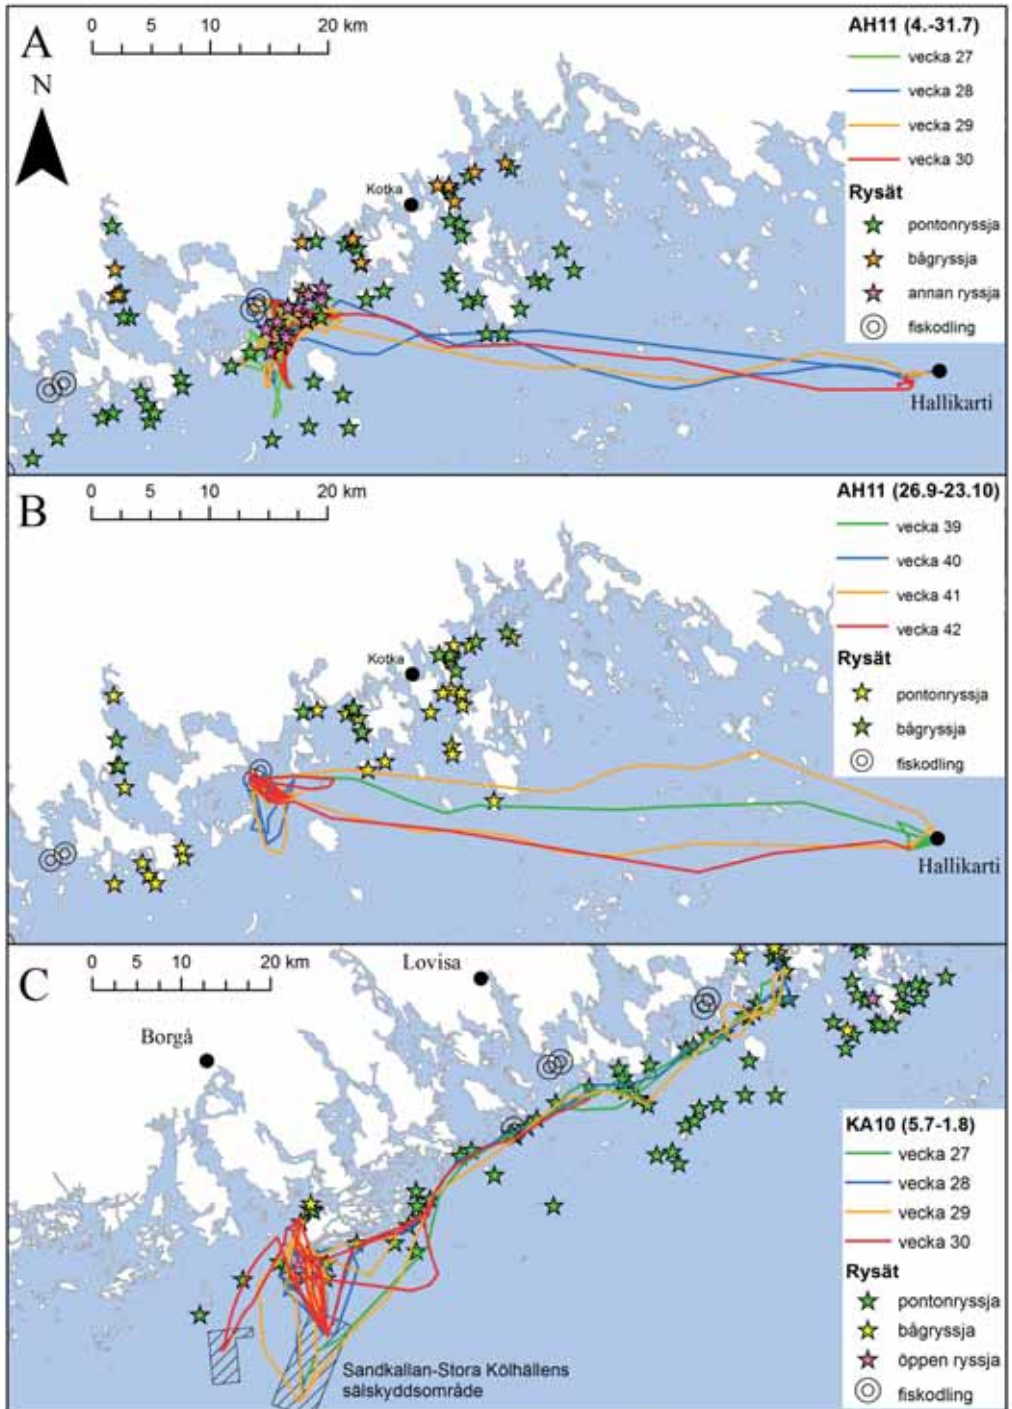 A
N
0 5 10 20 km
AH11 (4.-31.7)
vecka 27
vecka 28
vecka 29
vecka 30
Rysät
pontonryssja
bågryssja
annan ryssja
fiskodling
Kotka
Hallikarti
B
0 5 10 20 km
AH11 (26.9-23.10)
vecka 39
vecka 40
vecka 41
vecka 42
Rysät
pontonryssja
bågryssja
fiskodling
Kotka
Hallikarti
C
0 5 10 20 km
Lovisa
Borgå
KA10 (5.7-1.8)
vecka 27
vecka 28
vecka 29
vecka 30
Rysät
pontonryssja
bågryssja
öppen ryssja
fiskodling
Sandkallan-Stora Kölhällens
sälskyddsområde